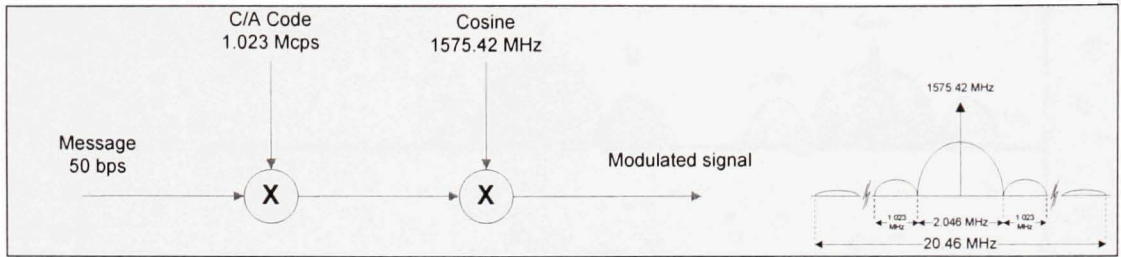 C/A Code
1.023 Mcps
Cosine
1575.42 MHz
Message
50 bps
X
X
Modulated signal
1575.42 MHz
1.023
MHz
2.046 MHz
1.023
MHz
20.46 MHz